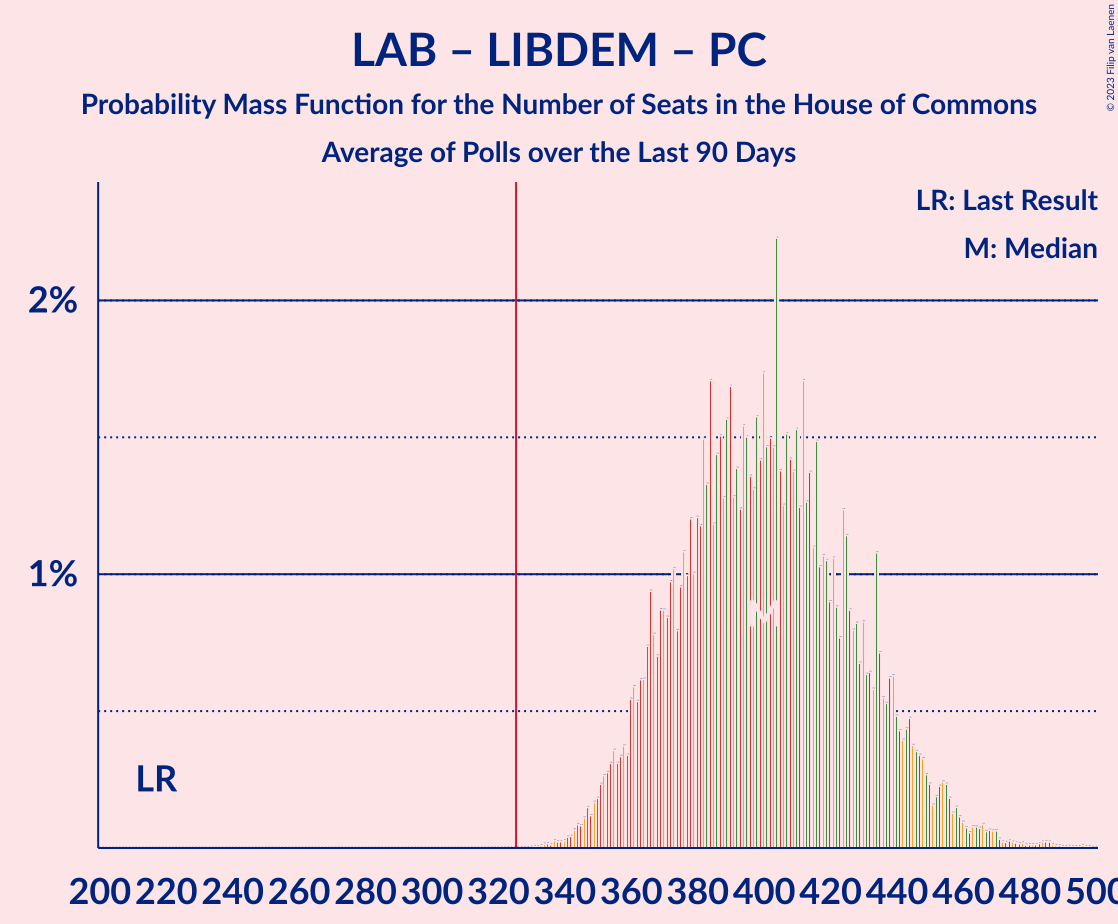 LAB – LIBDEM – PC
Probability Mass Function for the Number of Seats in the House of Commons
Average of Polls over the Last 90 Days
© 2023 Filip van Laenen
LR: Last Result
M: Median
2%
1%
LR
200 220 240 260 280 300 320 340 360 380 400 420 440 460 480 500